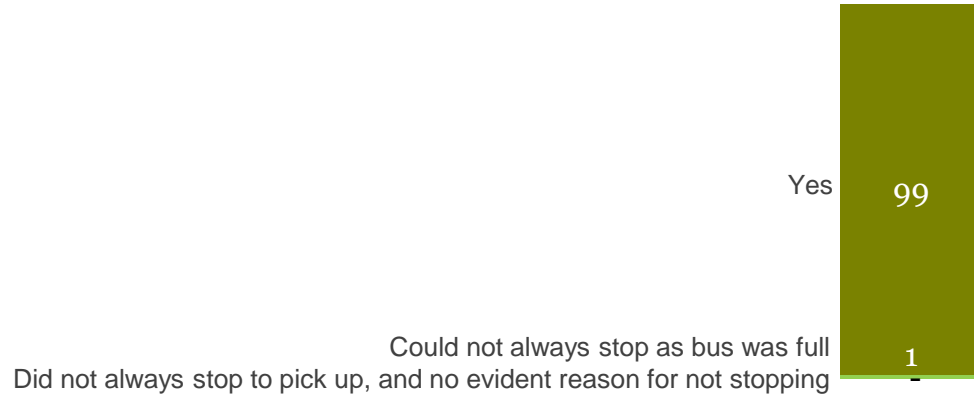 Yes 99
Could not always stop as bus was full 1
Did not always stop to pick up, and no evident reason for not stopping -